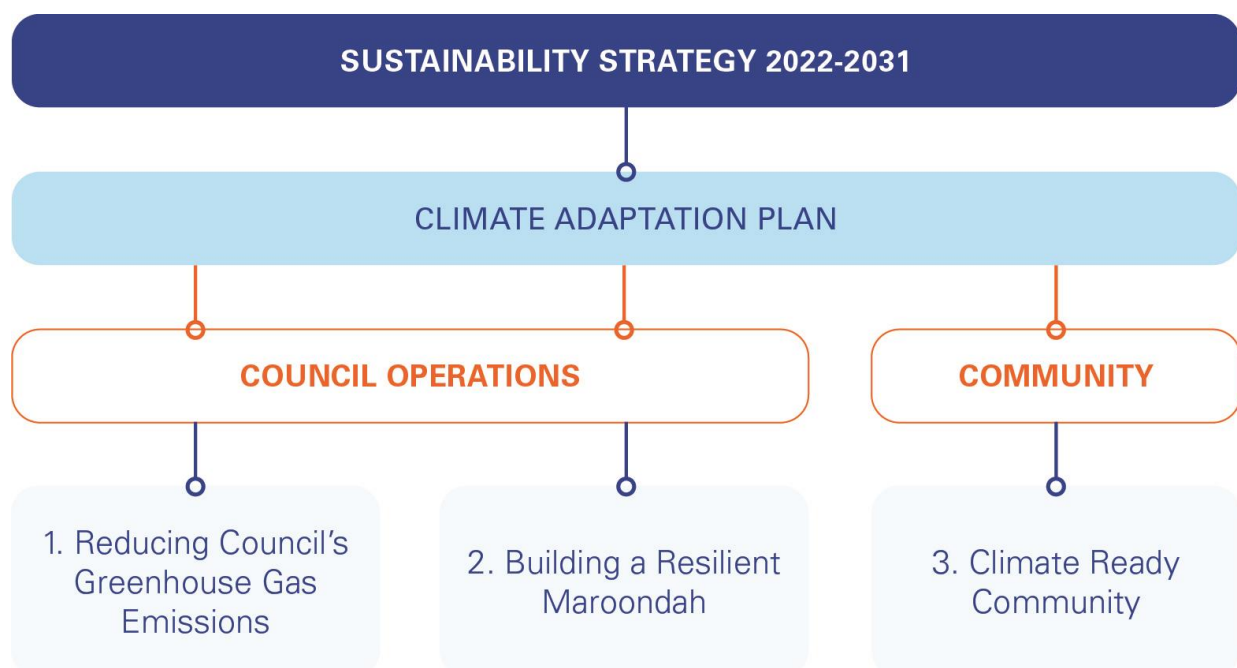 SUSTAINABILITY STRATEGY 2022-2031
CLIMATE ADAPTATION PLAN
COUNCIL OPERATIONS
COMMUNITY
1. Reducing Council’s
Greenhouse Gas
Emissions
2. Building a Resilient
Maroondah
3. Climate Ready
Community